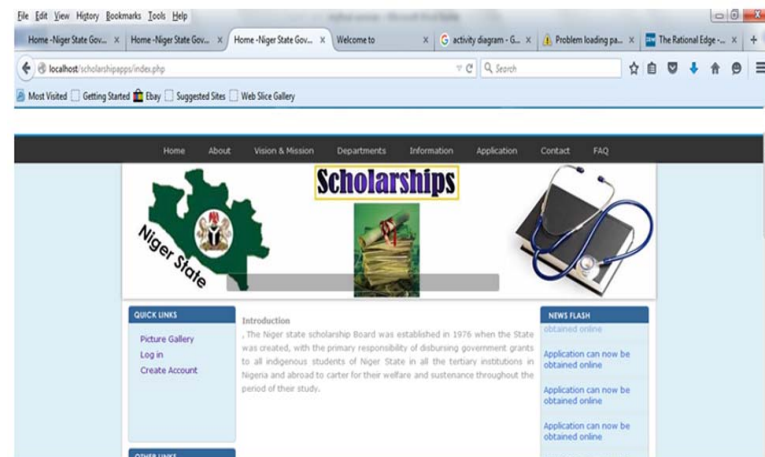 File Edit View History Bookmarks Tools Help
Home - Niger State Gov... x Home - Niger State Gov... x Home - Niger State Gov... x Welcome to x activity diagram - G... x Problem loading pa... x The Rational Edge -... x +
localhost/scholarshipapps/index.php
Search
Most Visited Getting Started Ebay Suggested Sites Web Slice Gallery
Home About Vision & Mission Departments Information Application Contact FAQ
Niger State
Scholarships
QUICK LINKS
Picture Gallery
Log in
Create Account
OTHER LINKS
Introduction
, The Niger state scholarship Board was established in 1976 when the State
was created, with the primary responsibility of disbursing government grants
to all indigenous students of Niger State in all the tertiary institutions in
Nigeria and abroad to carter for their welfare and sustenance throughout the
period of their study.
NEWS FLASH
obtained online
Application can now be
obtained online
Application can now be
obtained online
Application can now be
obtained online